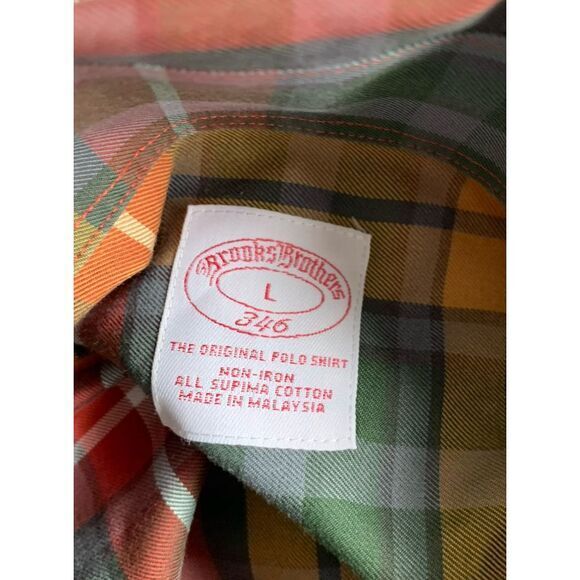 Brooks Brothers
L
346
THE ORIGINAL POLO SHIRT
NON-IRON
ALL SUPIMA COTTON
MADE IN MALAYSIA